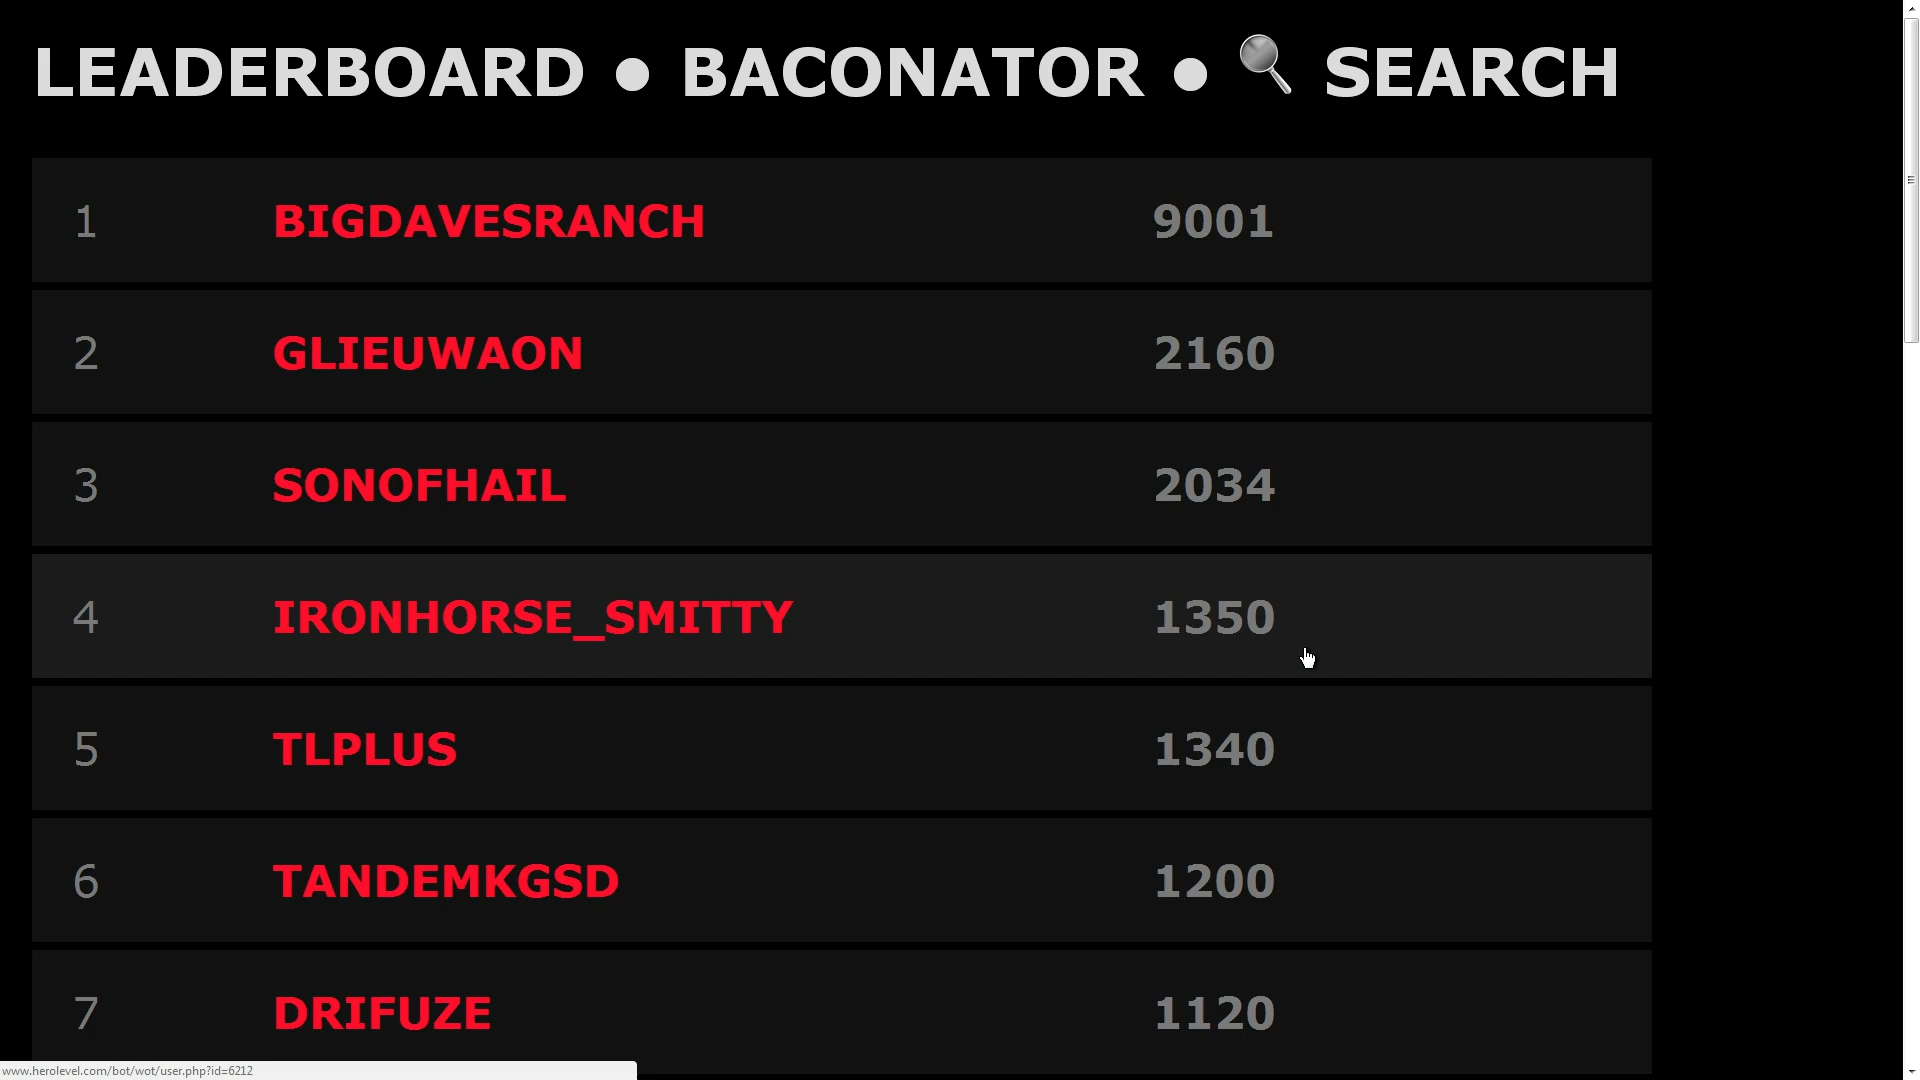 LEADERBOARD ● BACONATOR ● SEARCH
1 BIGDAVESRANCH 9001
2 GLIEUWAON 2160
3 SONOFHAIL 2034
4 IRONHORSE_SMITTY 1350
5 TLPLUS 1340
6 TANDEMKGSD 1200
7 DRIFUZE 1120
www.herolevel.com/bot/wot/user.php?id=6212